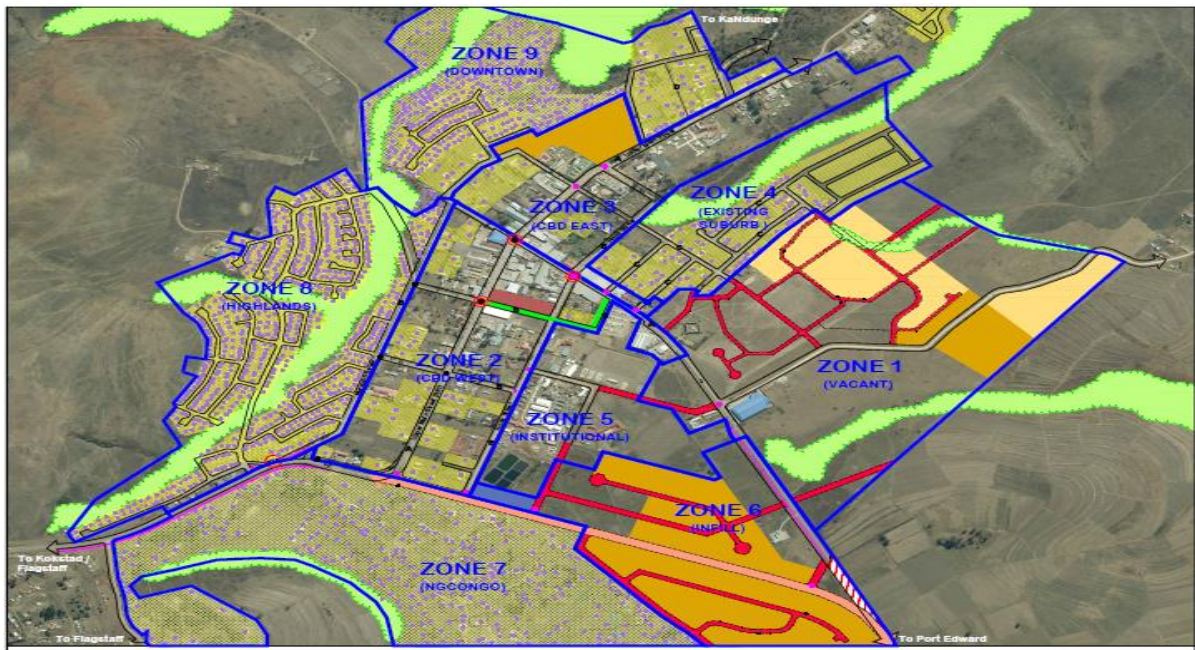 To KaNdunge
ZONE 9
(DOWNTOWN)
ZONE 4
(EXISTING
SUBURB)
ZONE 3
(CBD EAST)
ZONE 8
(HIGHLANDS)
ZONE 2
(CBD WEST)
ZONE 1
(VACANT)
ZONE 5
(INSTITUTIONAL)
ZONE 6
(INFILL)
To Kokstad /
Flagstaff
ZONE 7
(NGCONGO)
To Flagstaff
To Port Edward